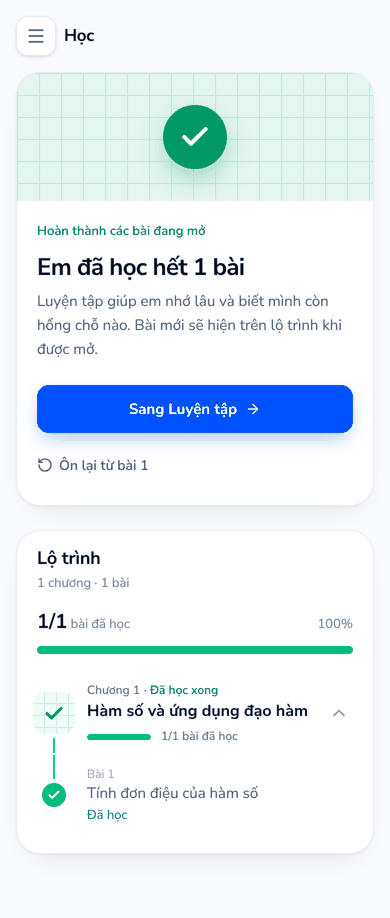 Học
Hoàn thành các bài đang mở
Em đã học hết 1 bài
Luyện tập giúp em nhớ lâu và biết mình còn
hổng chỗ nào. Bài mới sẽ hiện trên lộ trình khi
được mở.
Sang Luyện tập
Ôn lại từ bài 1
Lộ trình
1 chương · 1 bài
1/1 bài đã học 100%
Chương 1 · Đã học xong
Hàm số và ứng dụng đạo hàm
1/1 bài đã học
Bài 1
Tính đơn điệu của hàm số
Đã học